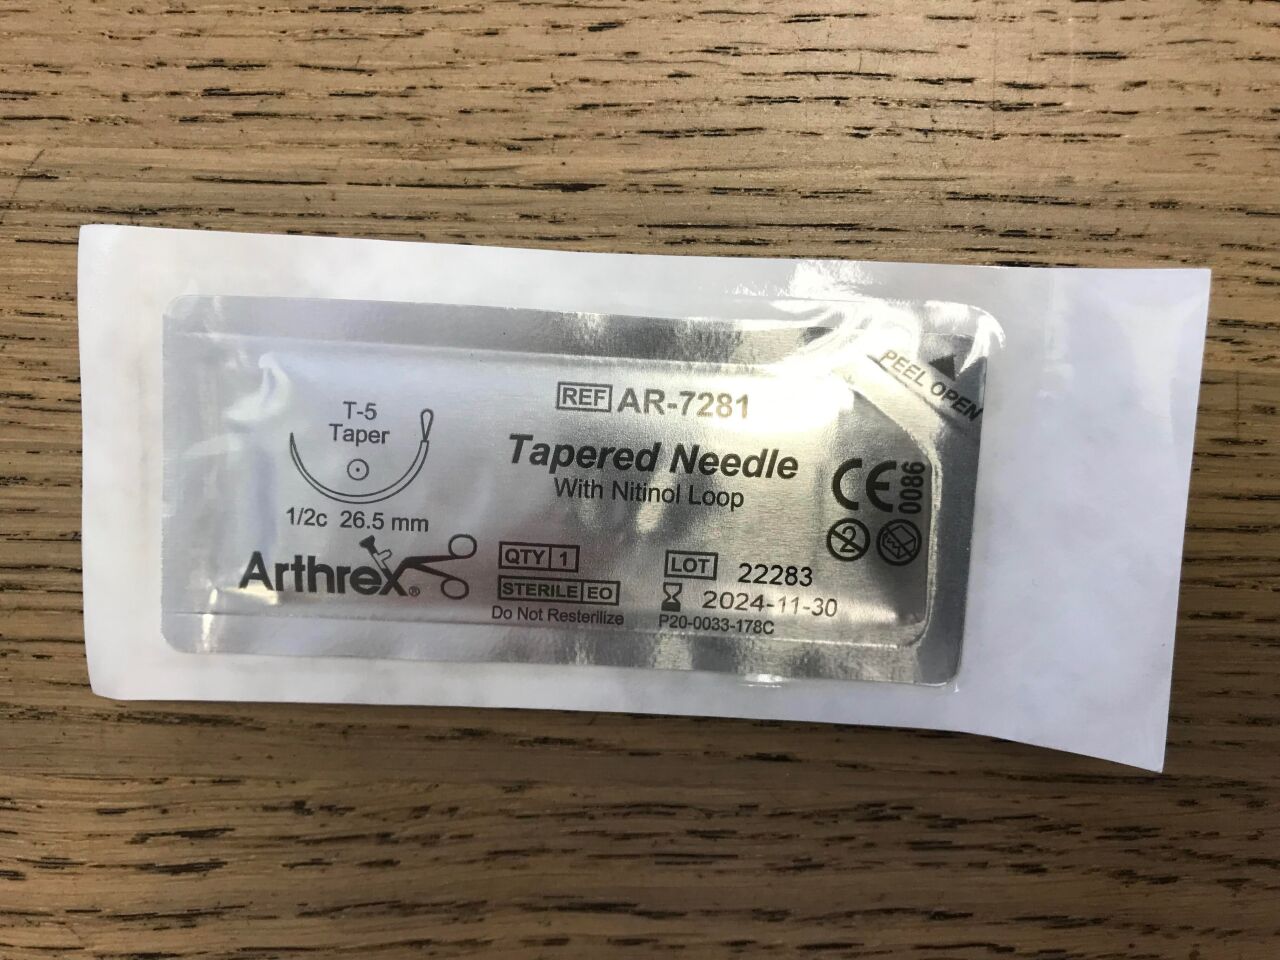 PEEL OPEN
REF AR-7281
T-5
Taper
Tapered Needle
With Nitinol Loop
1/2c 26.5 mm
CE 0086
2
Arthrex®
QTY 1
STERILE EO
Do Not Resterilize
LOT 22283
2024-11-30
P20-0033-178C